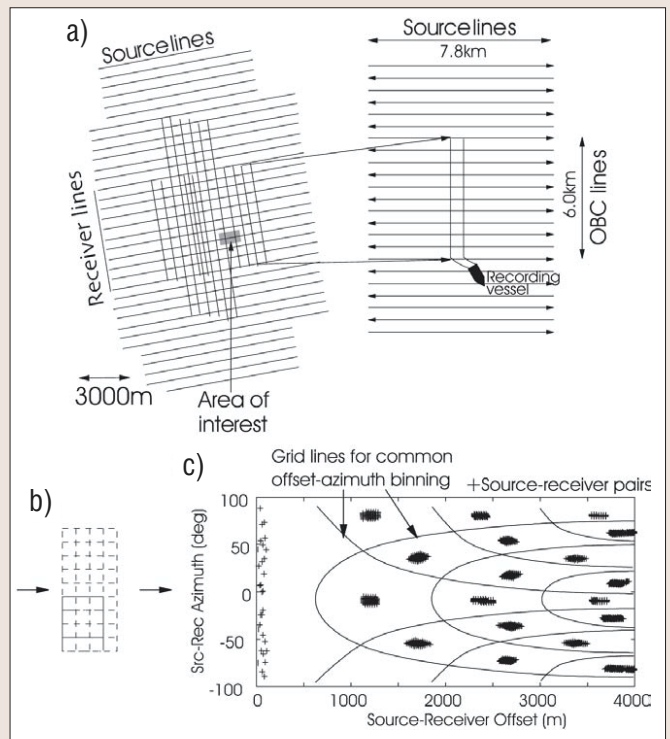 a)
Sourcelines
Receiver lines
3000m
Area of
interest
Sourcelines
7.8km
6.0km
OBC lines
Recording
vessel
b)
c)
Grid lines for common
offset-azimuth binning
+Source-receiver pairs
Src-Rec Azimuth (deg)
100
50
0
-50
-100
0
1000
2000
3000
4000
Source-Receiver Offset (m)